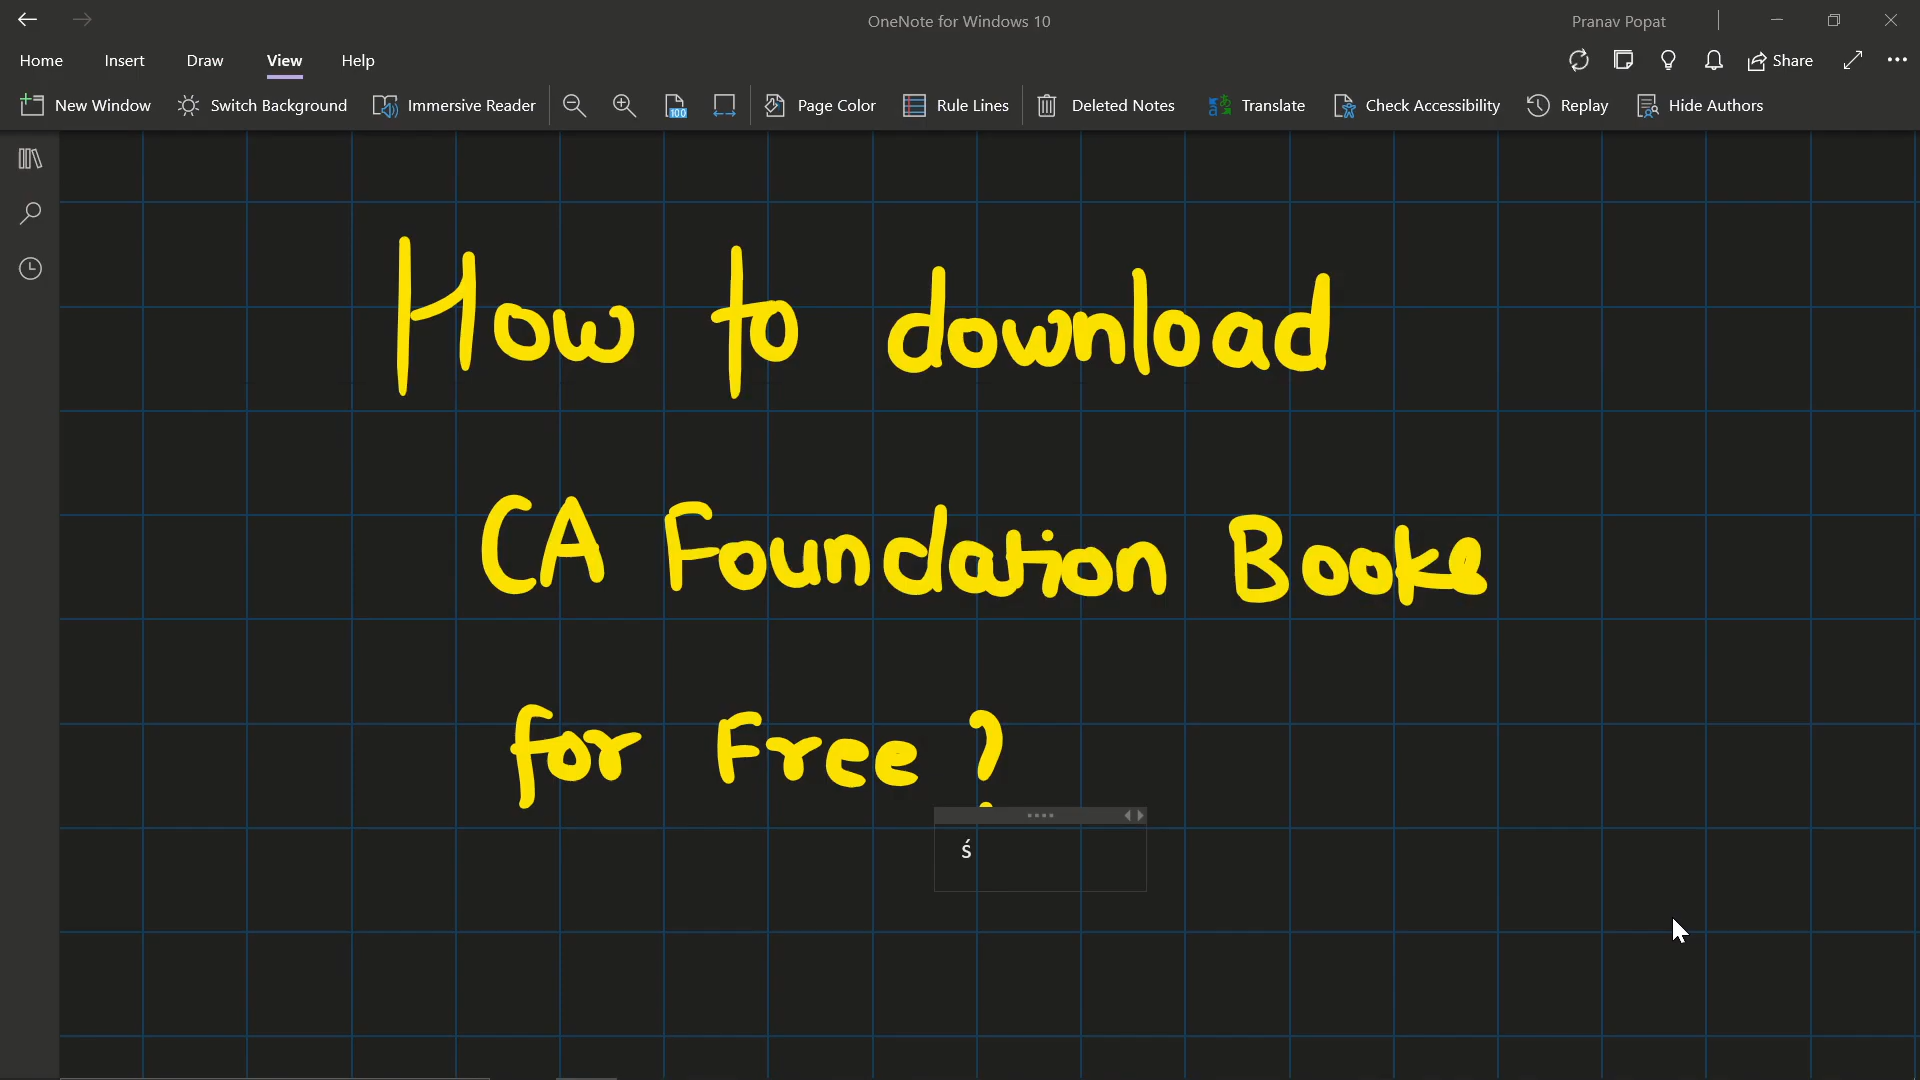 OneNote for Windows 10 Pranav Popat
Home Insert Draw View Help Share
New Window Switch Background Immersive Reader 100 Page Color Rule Lines Deleted Notes Translate Check Accessibility Replay Hide Authors
How to download
CA Foundation Books
for Free ?
ś